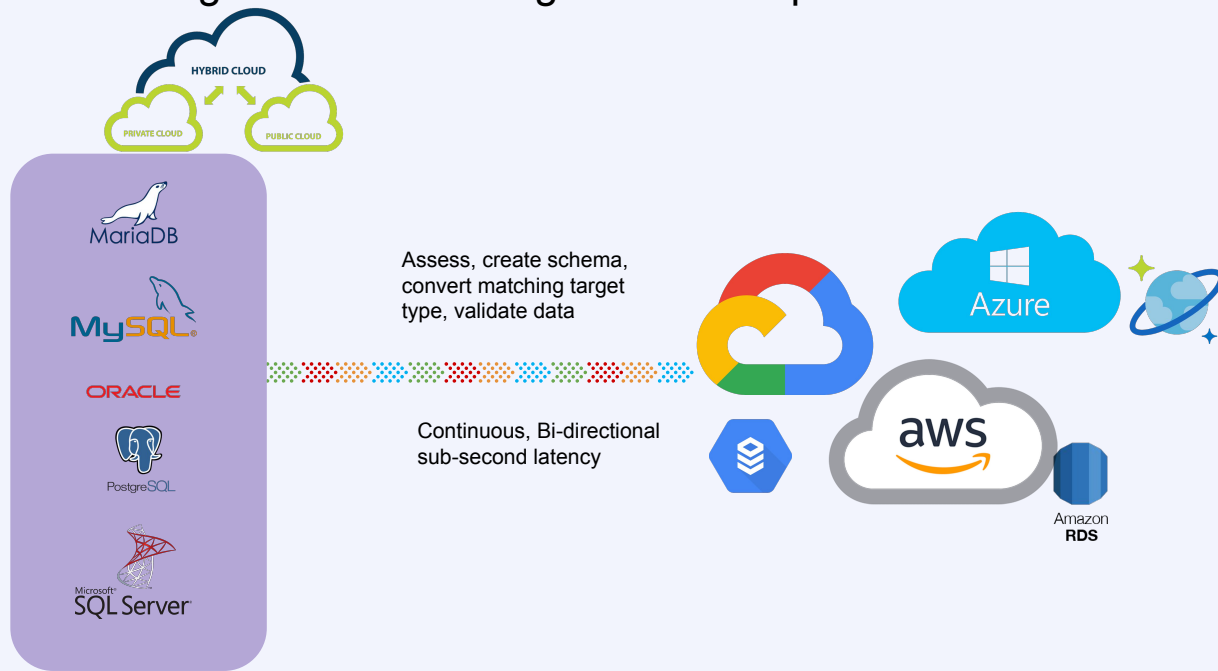 HYBRID CLOUD
PRIVATE CLOUD
PUBLIC CLOUD
MariaDB
MySQL®
ORACLE
PostgreSQL
Microsoft®
SQL Server®
Assess, create schema,
convert matching target
type, validate data
Continuous, Bi-directional
sub-second latency
Azure
aws
Amazon
RDS